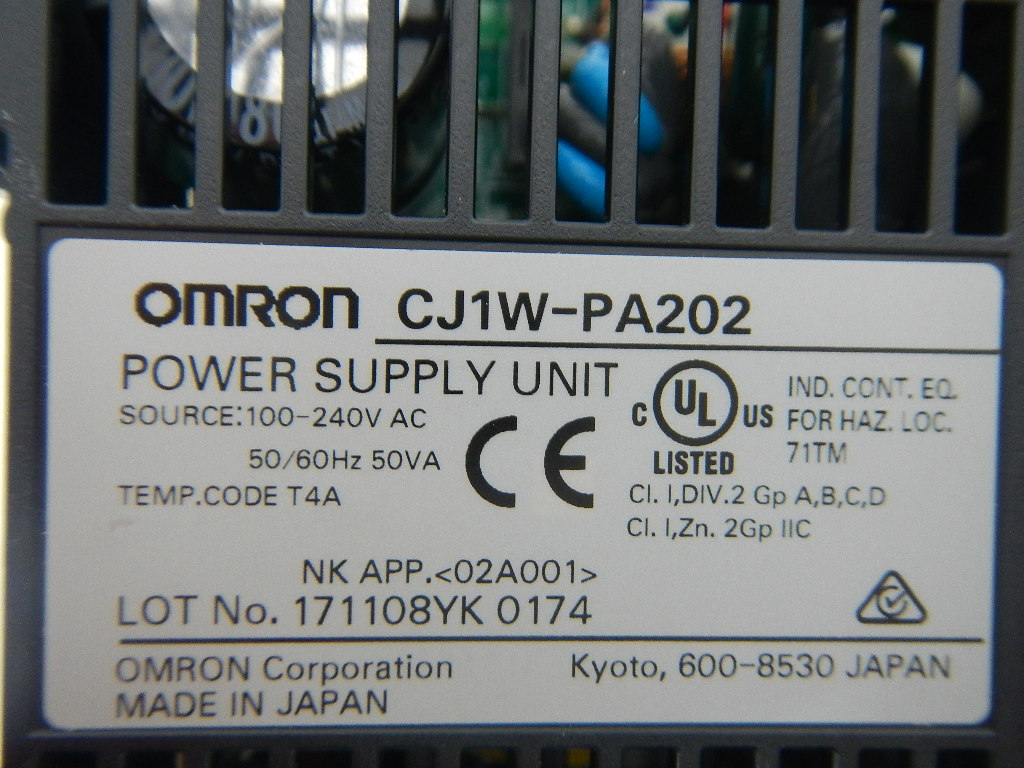 OMRON CJ1W-PA202
POWER SUPPLY UNIT
SOURCE:100-240V AC
50/60Hz 50VA
TEMP.CODE T4A
CE
C UL US
LISTED
IND. CONT. EQ.
FOR HAZ. LOC.
71TM
Cl. I,DIV.2 Gp A,B,C,D
Cl. I,Zn. 2Gp IIC
NK APP.<02A001>
LOT No. 171108YK 0174
OMRON Corporation Kyoto, 600-8530 JAPAN
MADE IN JAPAN